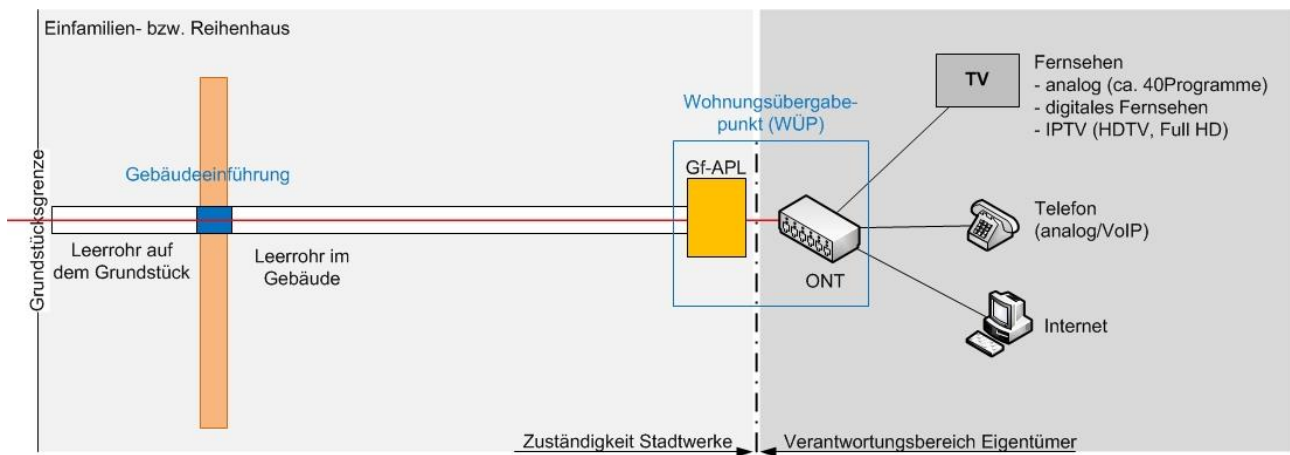 Einfamilien- bzw. Reihenhaus
Grundstücksgrenze
Gebäudeeinführung
Leerrohr auf
dem Grundstück
Leerrohr im
Gebäude
Wohnungsübergabe-
punkt (WÜP)
Gf-APL
ONT
TV
Fernsehen
- analog (ca. 40Programme)
- digitales Fernsehen
- IPTV (HDTV, Full HD)
Telefon
(analog/VoIP)
Internet
Zuständigkeit Stadtwerke
Verantwortungsbereich Eigentümer